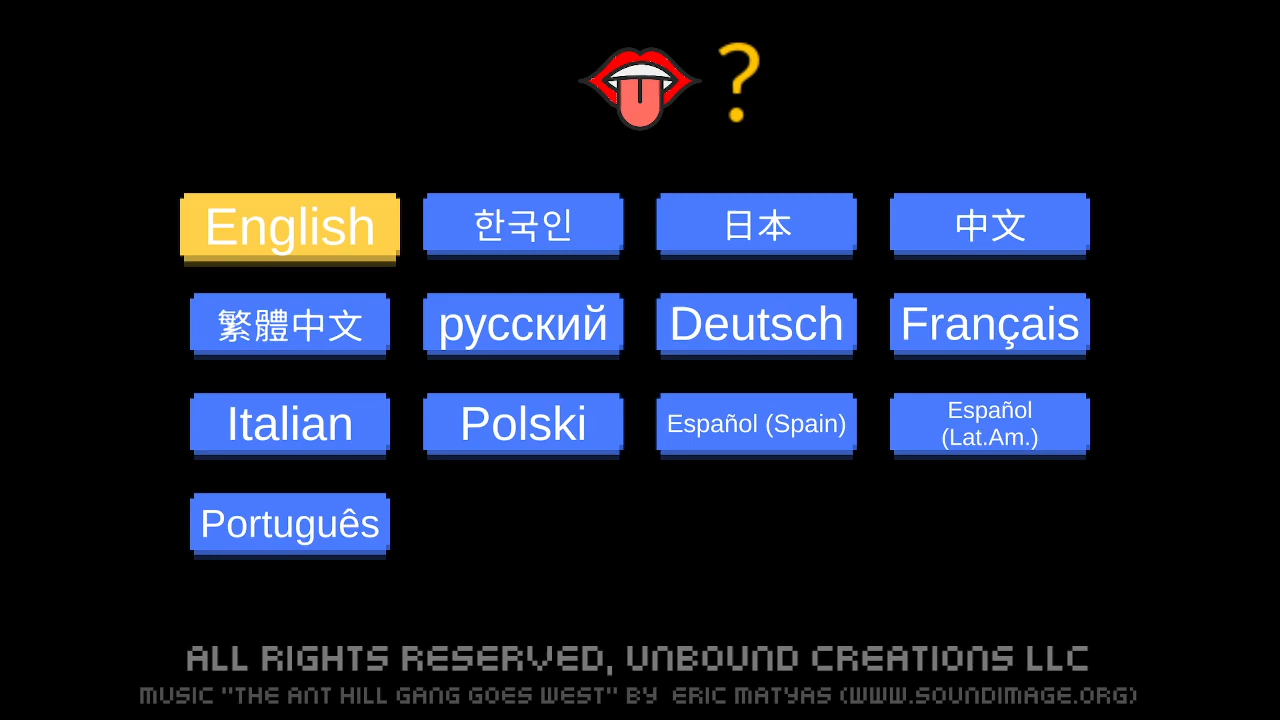 ?
English
한국인
日本
中文
繁體中文
русский
Deutsch
Français
Italian
Polski
Español (Spain)
Español
(Lat.Am.)
Português
ALL RIGHTS RESERVED, UNBOUND CREATIONS LLC
MUSIC "THE ANT HILL GANG GOES WEST" BY ERIC MATYAS (WWW.SOUNDIMAGE.ORG)